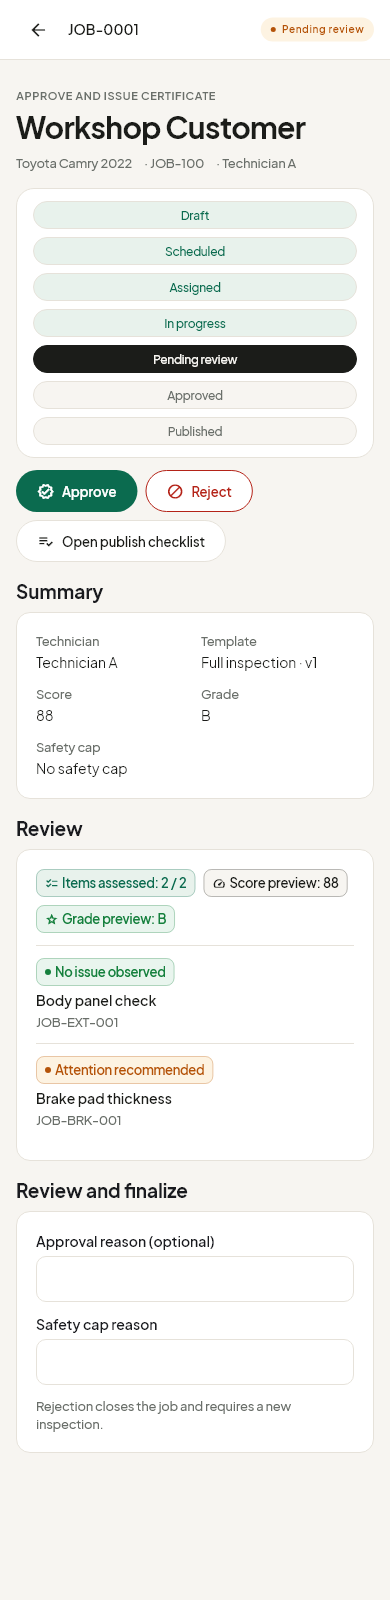 JOB-0001
Pending review
APPROVE AND ISSUE CERTIFICATE
Workshop Customer
Toyota Camry 2022 · JOB-100 · Technician A
Draft
Scheduled
Assigned
In progress
Pending review
Approved
Published
Approve
Reject
Open publish checklist
Summary
Technician
Technician A
Template
Full inspection · v1
Score
88
Grade
B
Safety cap
No safety cap
Review
Items assessed: 2 / 2
Score preview: 88
Grade preview: B
No issue observed
Body panel check
JOB-EXT-001
Attention recommended
Brake pad thickness
JOB-BRK-001
Review and finalize
Approval reason (optional)
Safety cap reason
Rejection closes the job and requires a new
inspection.